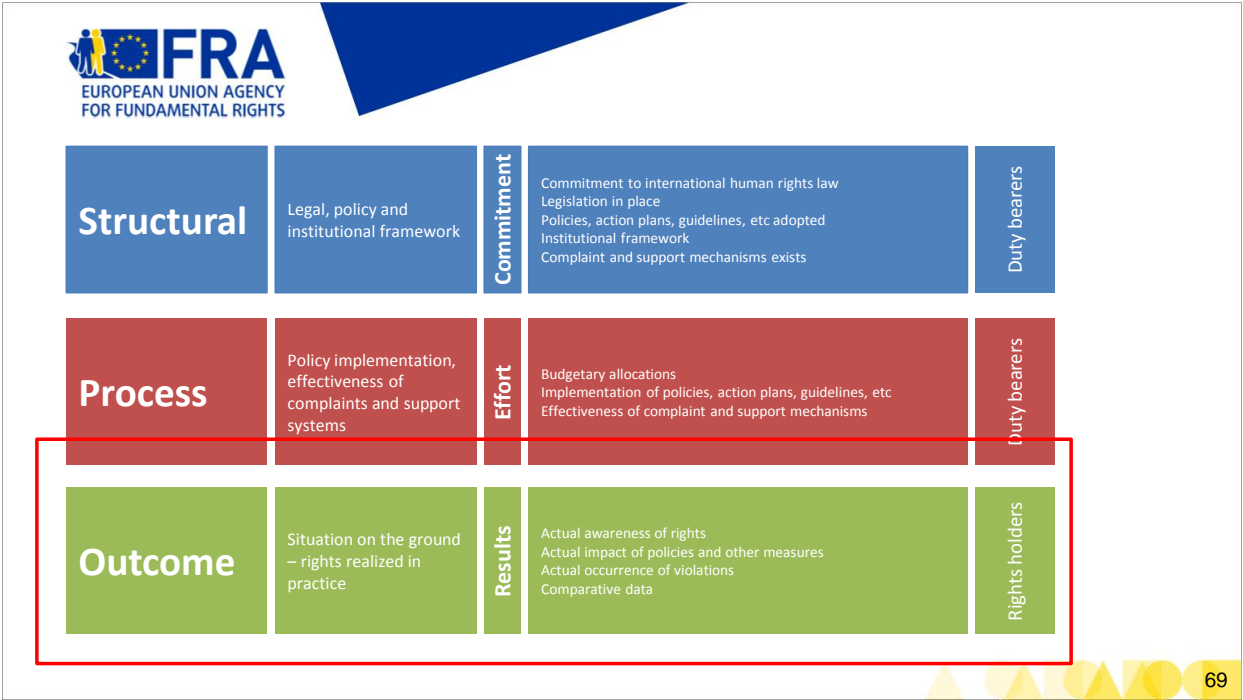 FRA
EUROPEAN UNION AGENCY
FOR FUNDAMENTAL RIGHTS
Structural
Legal, policy and
institutional framework
Commitment
Commitment to international human rights law
Legislation in place
Policies, action plans, guidelines, etc adopted
Institutional framework
Complaint and support mechanisms exists
Duty bearers
Process
Policy implementation,
effectiveness of
complaints and support
systems
Effort
Budgetary allocations
Implementation of policies, action plans, guidelines, etc
Effectiveness of complaint and support mechanisms
Duty bearers
Outcome
Situation on the ground
– rights realized in
practice
Results
Actual awareness of rights
Actual impact of policies and other measures
Actual occurrence of violations
Comparative data
Rights holders
69